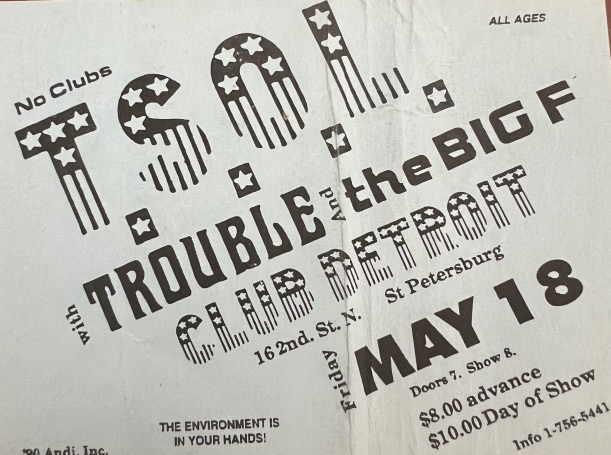 No Clubs
ALL AGES
T.S.O.L.
with TROUBLE And the BIG F
CLUB DETROIT
16 2nd. St. N. St Petersburg
Friday MAY 18
Doors 7. Show 8.
$8.00 advance
$10.00 Day of Show
Info 1-756-5441
THE ENVIRONMENT IS
IN YOUR HANDS!
'90 Andi, Inc.